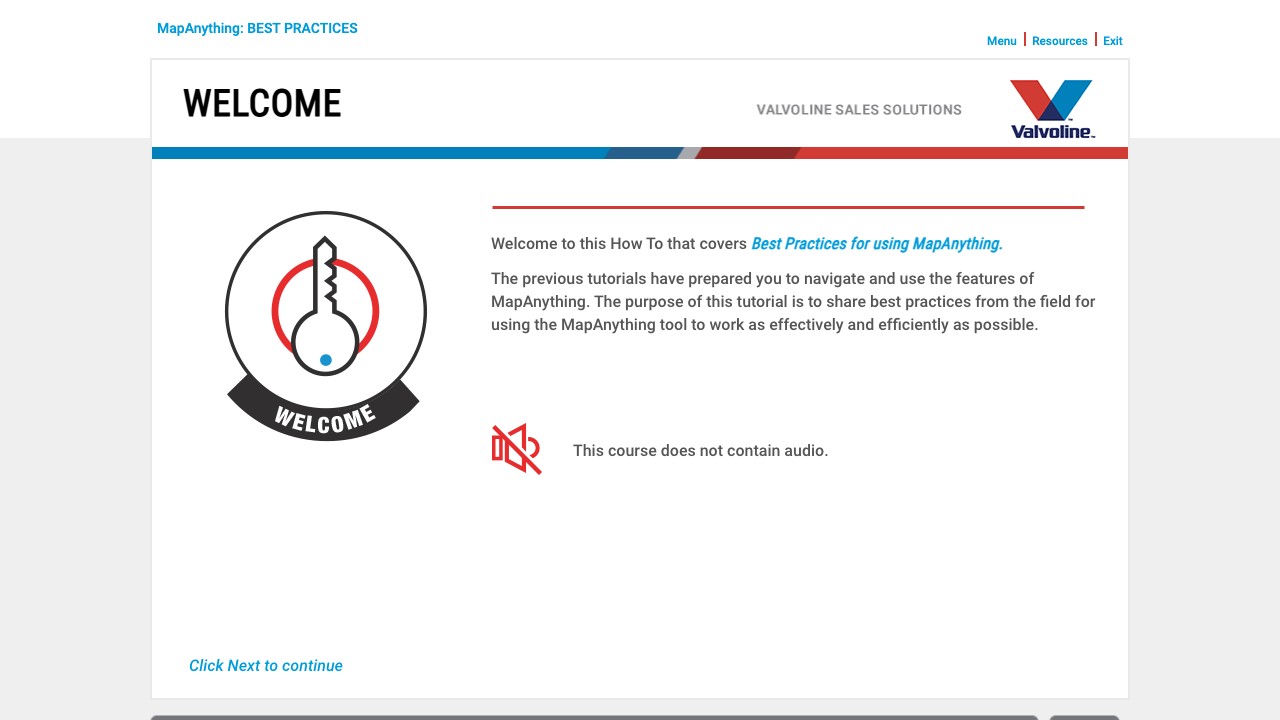 MapAnything: BEST PRACTICES
Menu | Resources | Exit
WELCOME
VALVOLINE SALES SOLUTIONS
Valvoline™
Welcome to this How To that covers Best Practices for using MapAnything.
The previous tutorials have prepared you to navigate and use the features of
MapAnything. The purpose of this tutorial is to share best practices from the field for
using the MapAnything tool to work as effectively and efficiently as possible.
WELCOME
This course does not contain audio.
Click Next to continue